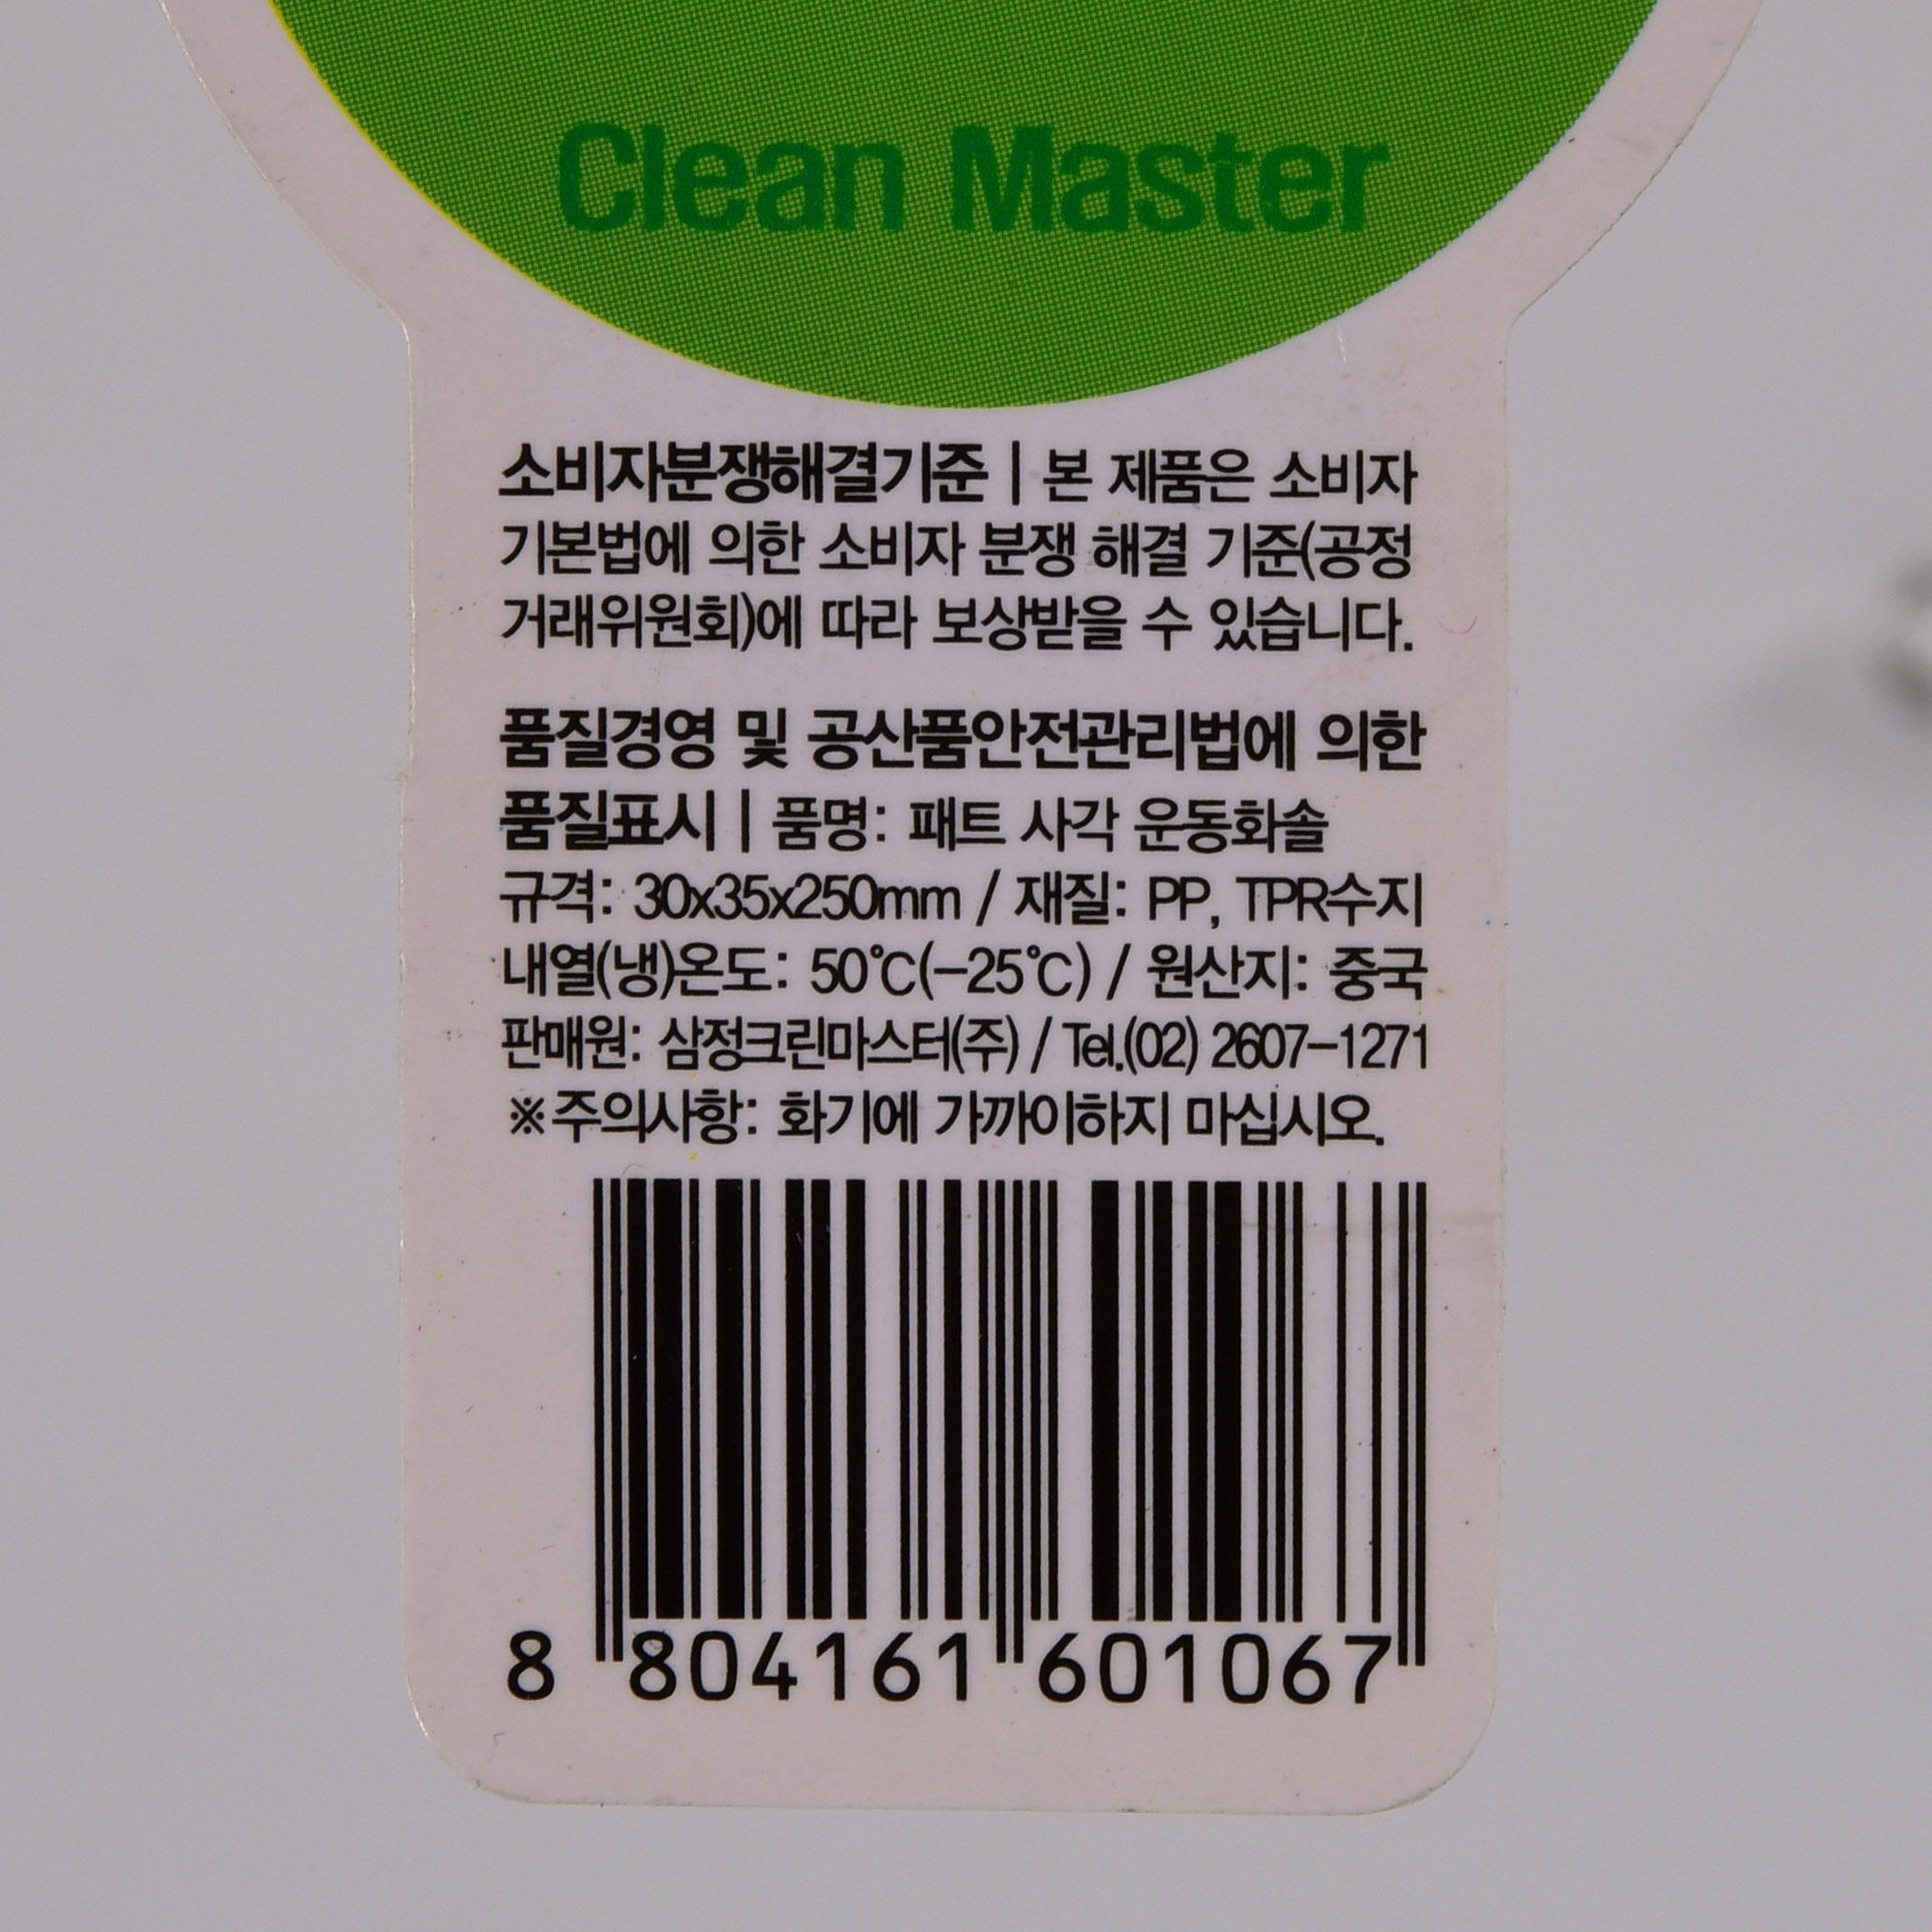 Clean Master
소비자분쟁해결기준 | 본 제품은 소비자
기본법에 의한 소비자 분쟁 해결 기준(공정
거래위원회)에 따라 보상받을 수 있습니다.
품질경영 및 공산품안전관리법에 의한
품질표시 | 품명: 패트 사각 운동화솔
규격: 30x35x250mm / 재질: PP, TPR수지
내열(냉)온도: 50℃(-25℃) / 원산지: 중국
판매원: 삼정크린마스터(주) / Tel.(02) 2607-1271
※주의사항: 화기에 가까이하지 마십시오.
8 804161 601067